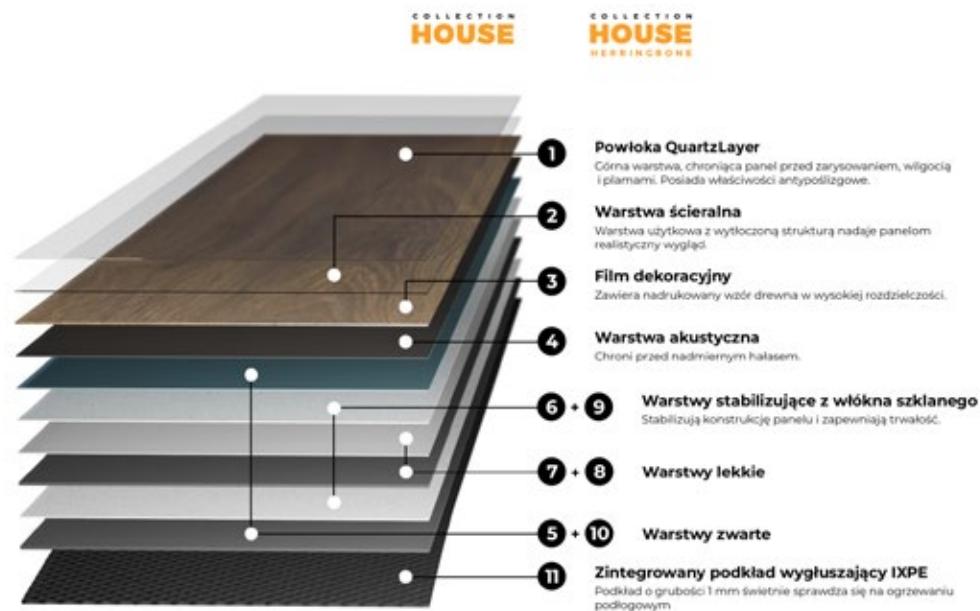 COLLECTION
HOUSE
COLLECTION
HOUSE
HERRINGBONE
1 Powłoka QuartzLayer
Górna warstwa, chroniąca panel przed zarysowaniem, wilgocią
i plamami. Posiada właściwości antypoślizgowe.
2 Warstwa ścieralna
Warstwa użytkowa z wytłoczoną strukturą nadaje panelom
realistyczny wygląd.
3 Film dekoracyjny
Zawiera nadrukowany wzór drewna w wysokiej rozdzielczości.
4 Warstwa akustyczna
Chroni przed nadmiernym hałasem.
6 + 9 Warstwy stabilizujące z włókna szklanego
Stabilizują konstrukcję panelu i zapewniają trwałość.
7 + 8 Warstwy lekkie
5 + 10 Warstwy zwarte
11 Zintegrowany podkład wygłuszający IXPE
Podkład o grubości 1 mm świetnie sprawdza się na ogrzewaniu
podłogowym